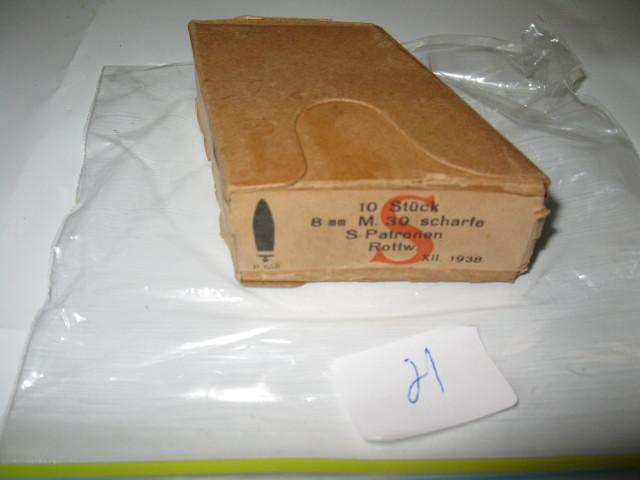 10 Stück
8 mm M. 30 scharfe
S-Patronen
Rottw.
XII. 1938
S
21